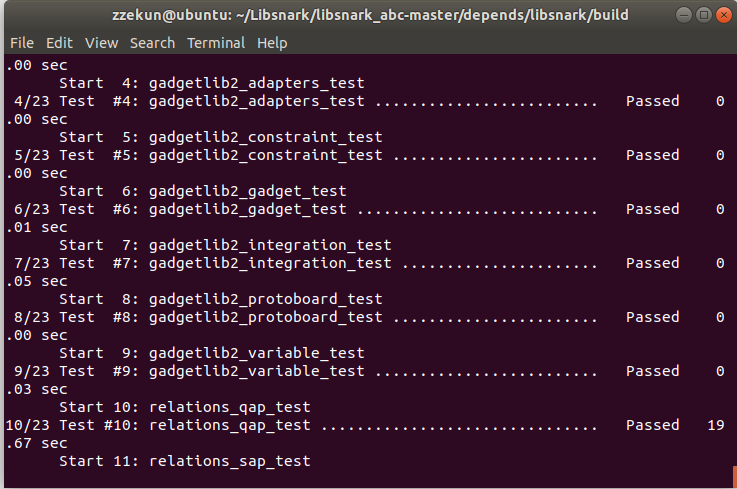 zzekun@ubuntu: ~/Libsnark/libsnark_abc-master/depends/libsnark/build
File Edit View Search Terminal Help
.00 sec
      Start  4: gadgetlib2_adapters_test
 4/23 Test  #4: gadgetlib2_adapters_test .........................   Passed    0
.00 sec
      Start  5: gadgetlib2_constraint_test
 5/23 Test  #5: gadgetlib2_constraint_test .......................   Passed    0
.00 sec
      Start  6: gadgetlib2_gadget_test
 6/23 Test  #6: gadgetlib2_gadget_test ...........................   Passed    0
.01 sec
      Start  7: gadgetlib2_integration_test
 7/23 Test  #7: gadgetlib2_integration_test ......................   Passed    0
.05 sec
      Start  8: gadgetlib2_protoboard_test
 8/23 Test  #8: gadgetlib2_protoboard_test .......................   Passed    0
.00 sec
      Start  9: gadgetlib2_variable_test
 9/23 Test  #9: gadgetlib2_variable_test .........................   Passed    0
.03 sec
      Start 10: relations_qap_test
10/23 Test #10: relations_qap_test ...............................   Passed   19
.67 sec
      Start 11: relations_sap_test